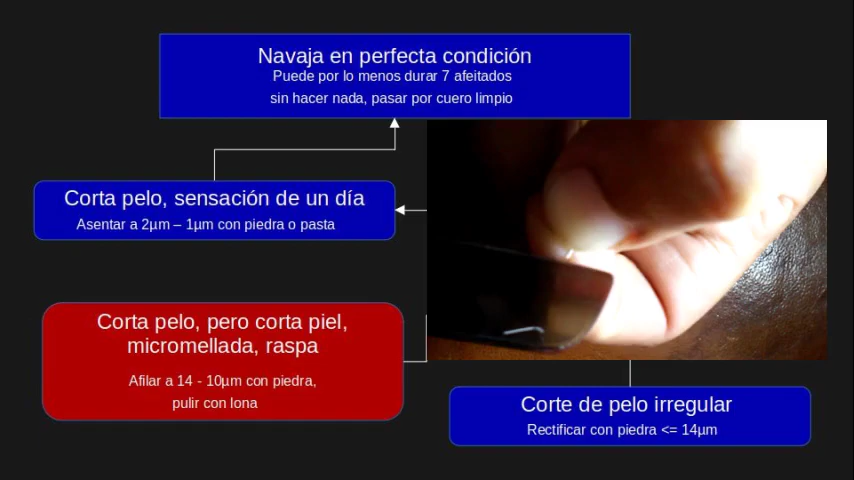 Navaja en perfecta condición
Puede por lo menos durar 7 afeitados
sin hacer nada, pasar por cuero limpio
Corta pelo, sensación de un día
Asentar a 2µm – 1µm con piedra o pasta
Corta pelo, pero corta piel,
micromellada, raspa
Afilar a 14 - 10µm con piedra,
pulir con lona
Corte de pelo irregular
Rectificar con piedra <= 14µm